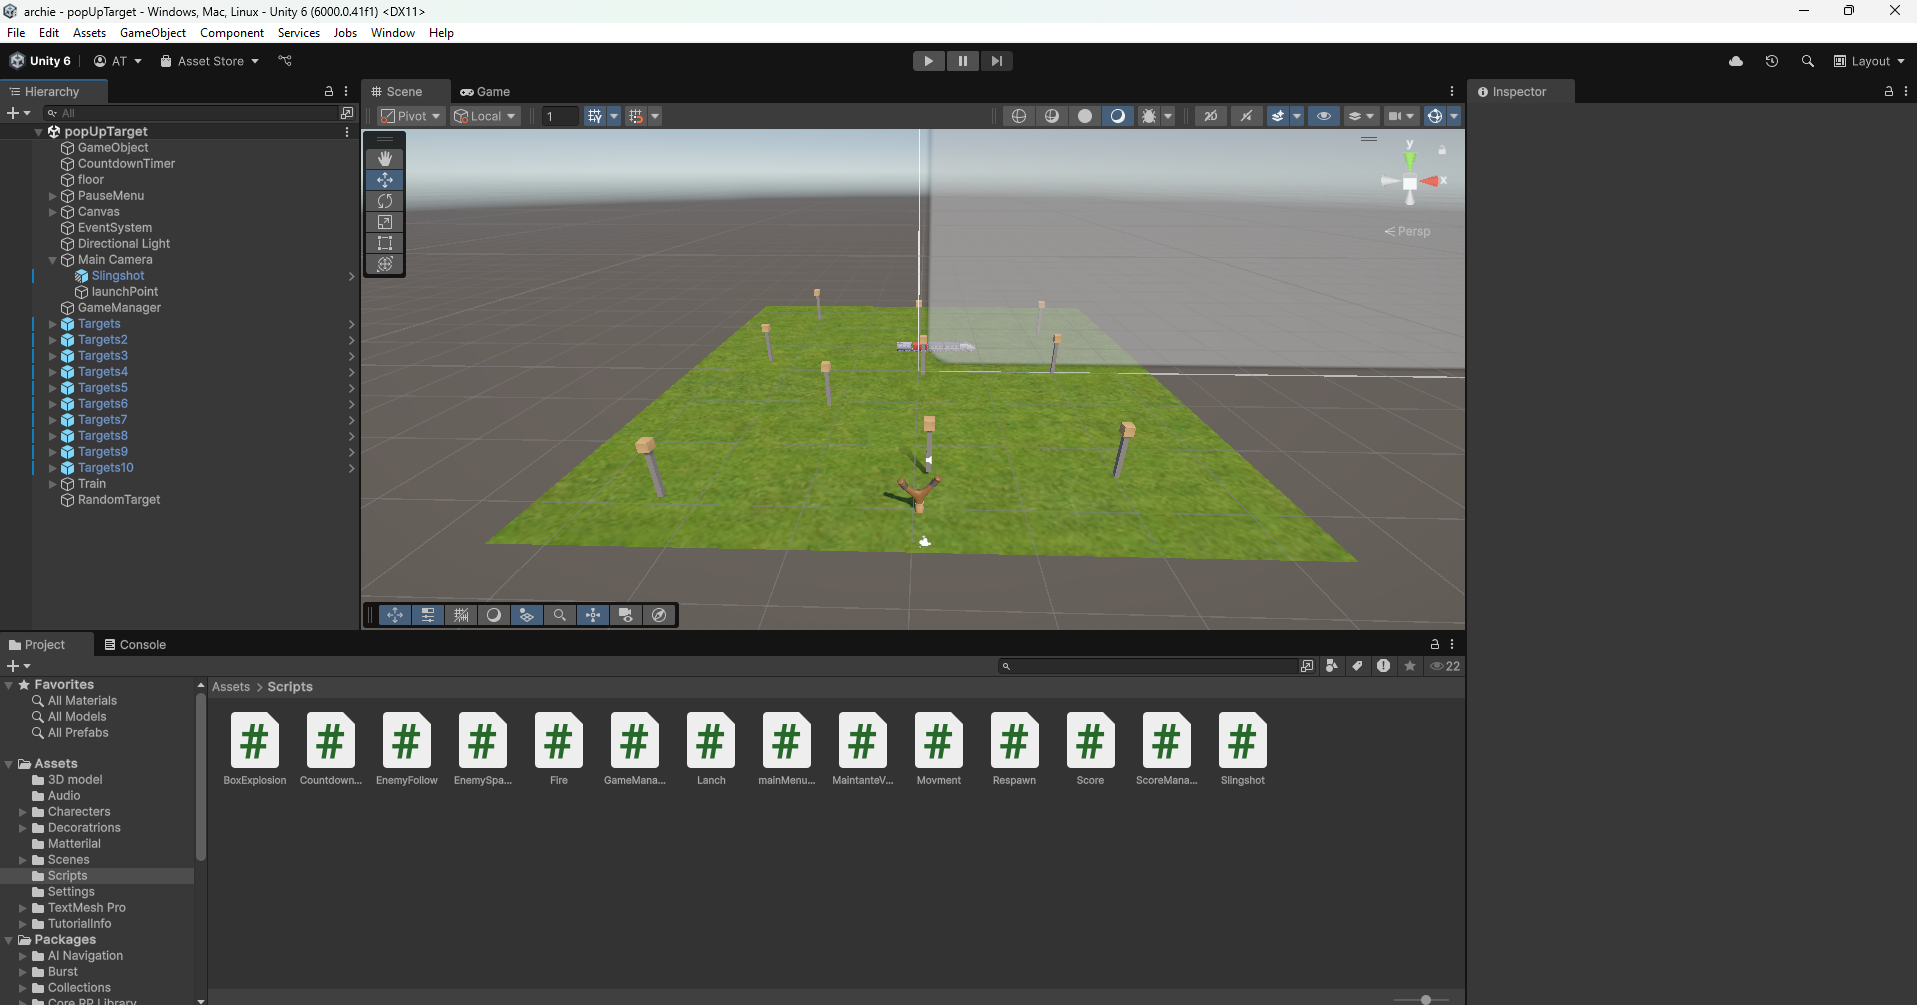 archie - popUpTarget - Windows, Mac, Linux - Unity 6 (6000.0.41f1) <DX11>
File Edit Assets GameObject Component Services Jobs Window Help
Unity 6 AT Asset Store Layout
Hierarchy
All
popUpTarget
GameObject
CountdownTimer
floor
PauseMenu
Canvas
EventSystem
Directional Light
Main Camera
Slingshot
launchPoint
GameManager
Targets
Targets2
Targets3
Targets4
Targets5
Targets6
Targets7
Targets8
Targets9
Targets10
Train
RandomTarget
Scene Game
Pivot Local 1
y
x
Persp
Inspector
Project Console
22
Favorites
All Materials
All Models
All Prefabs
Assets
3D model
Audio
Charecters
Decoratrions
Matterilal
Scenes
Scripts
Settings
TextMesh Pro
TutorialInfo
Packages
AI Navigation
Burst
Collections
Core RP Library
Assets > Scripts
BoxExplosion Countdown... EnemyFollow EnemySpa... Fire GameMana... Lanch mainMenu... MaintanteV... Movment Respawn Score ScoreMana... Slingshot